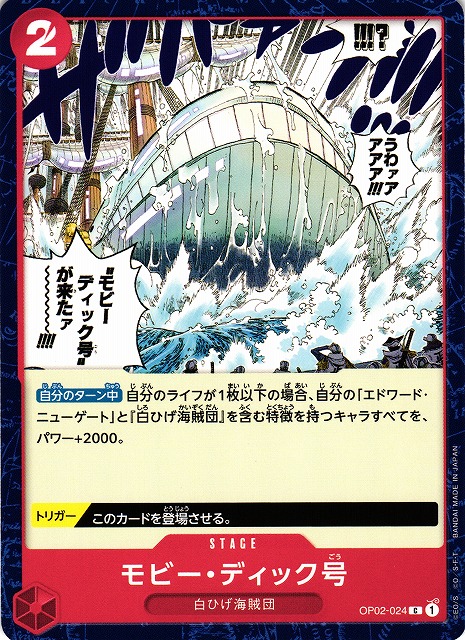 2
ザバァ
!!!?
ーン!!
うわァァ
アアア!!!
“モビー
ディック号”
が来たァ
〜〜〜!!!!
自分のターン中 自分のライフが1枚以下の場合、自分の「エドワード・
ニューゲート」と『白ひげ海賊団』を含む特徴を持つキャラすべてを、
パワー+2000。
トリガー このカードを登場させる。
STAGE
モビー・ディック号
白ひげ海賊団
OP02-024 C 1
©E.O/S. ©O. S-F-T BANDAI MADE IN JAPAN